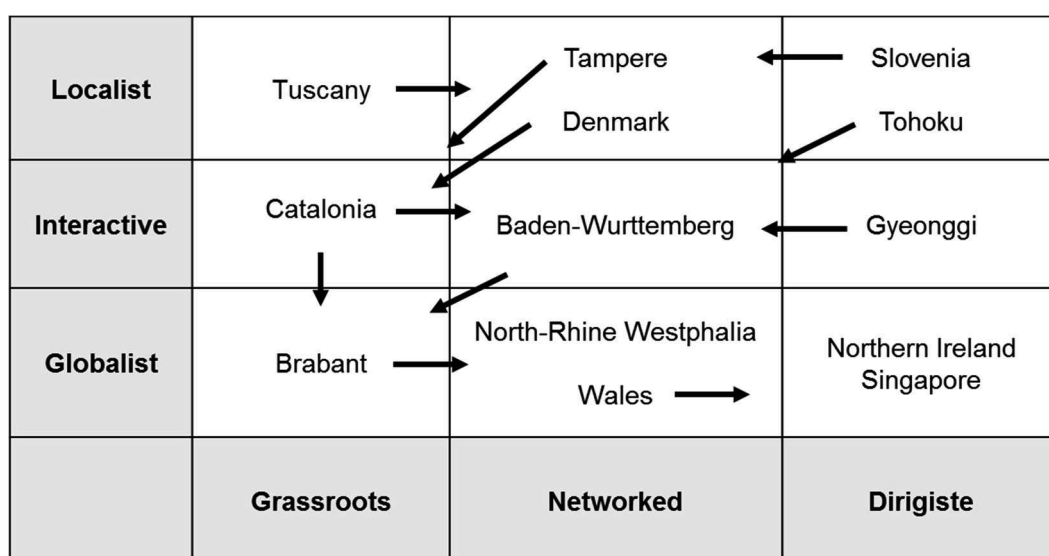 Localist
Tuscany
Tampere
Slovenia
Denmark
Tohoku
Interactive
Catalonia
Baden-Wurttemberg
Gyeonggi
Globalist
Brabant
North-Rhine Westphalia
Wales
Northern Ireland
Singapore
Grassroots
Networked
Dirigiste